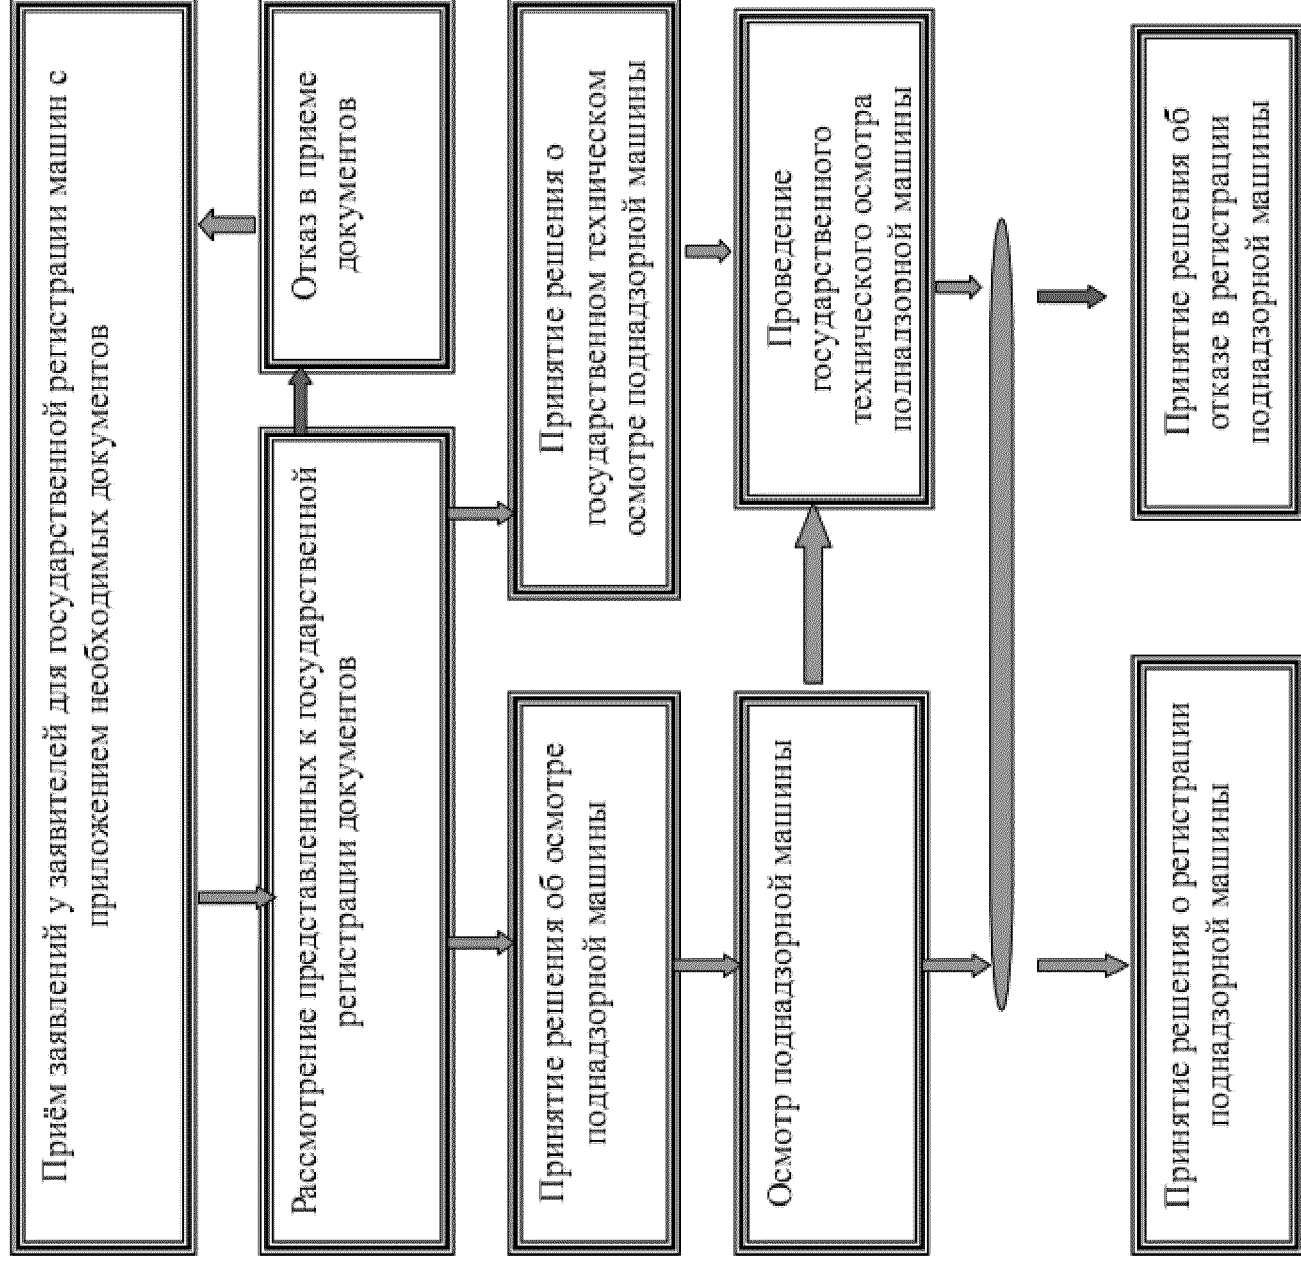 Приём заявлений у заявителей для государственной регистрации машин с
приложением необходимых документов
Рассмотрение представленных к государственной
регистрации документов
Отказ в приеме
документов
Принятие решения об осмотре
поднадзорной машины
Принятие решения о
государственном техническом
осмотре поднадзорной машины
Осмотр поднадзорной машины
Проведение
государственного
технического осмотра
поднадзорной машины
Принятие решения о регистрации
поднадзорной машины
Принятие решения об
отказе в регистрации
поднадзорной машины